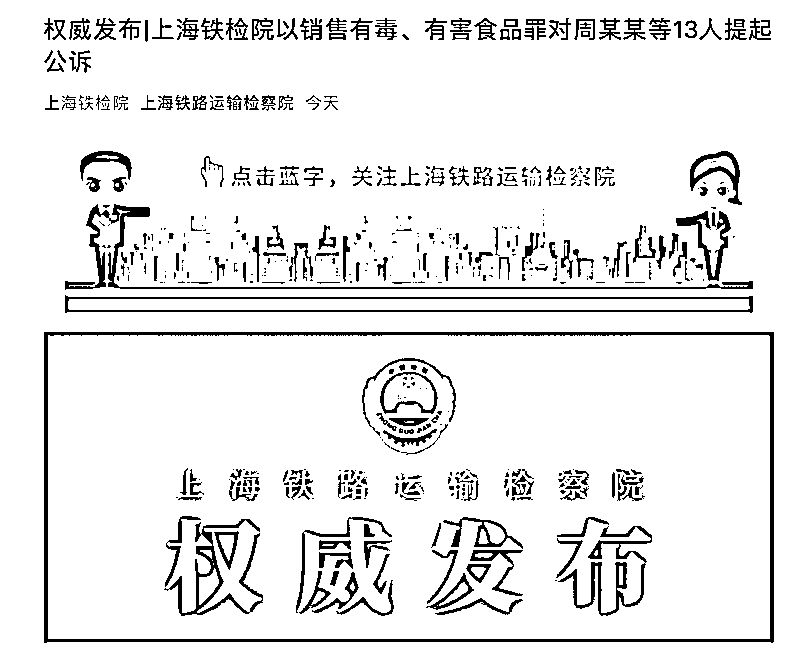 权威发布|上海铁检院以销售有毒、有害食品罪对周某某等13人提起
公诉
上海铁检院 上海铁路运输检察院 今天
点击蓝字，关注上海铁路运输检察院
上海铁路运输检察院
权威发布